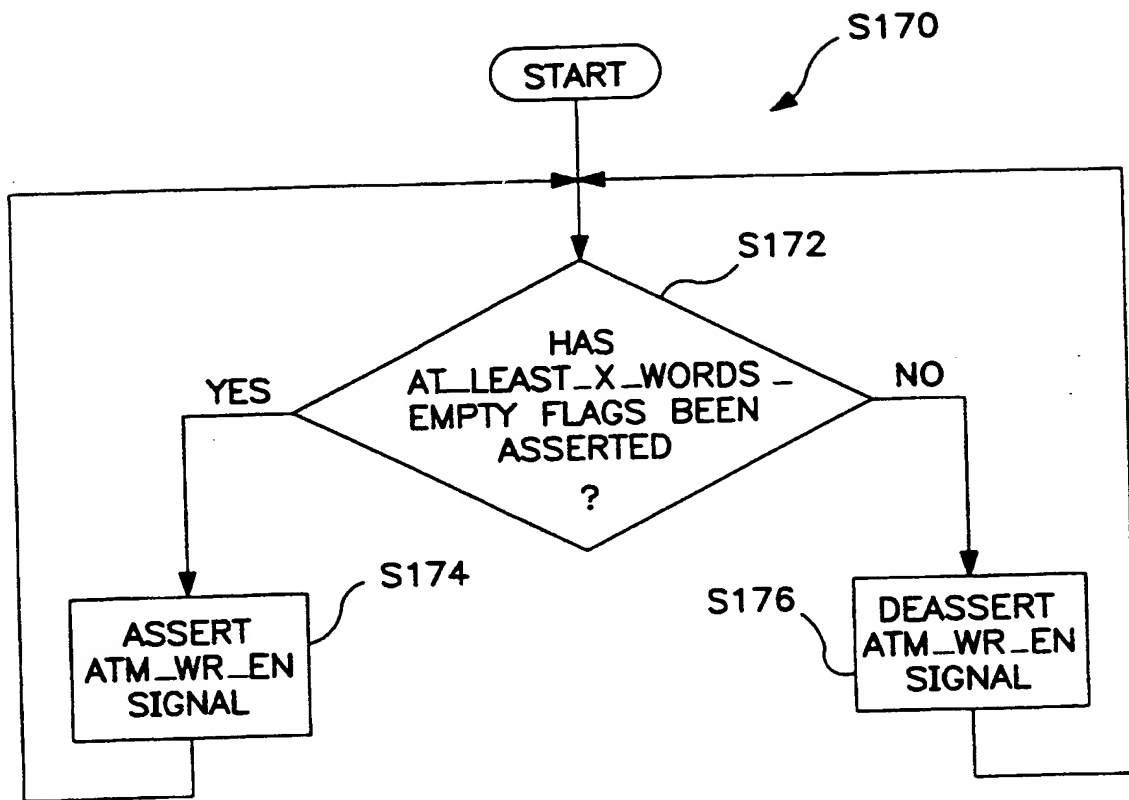 S170
START
S172
HAS
AT_LEAST_X_WORDS_
EMPTY FLAGS BEEN
ASSERTED
?
YES
NO
S174
ASSERT
ATM_WR_EN
SIGNAL
S176
DEASSERT
ATM_WR_EN
SIGNAL